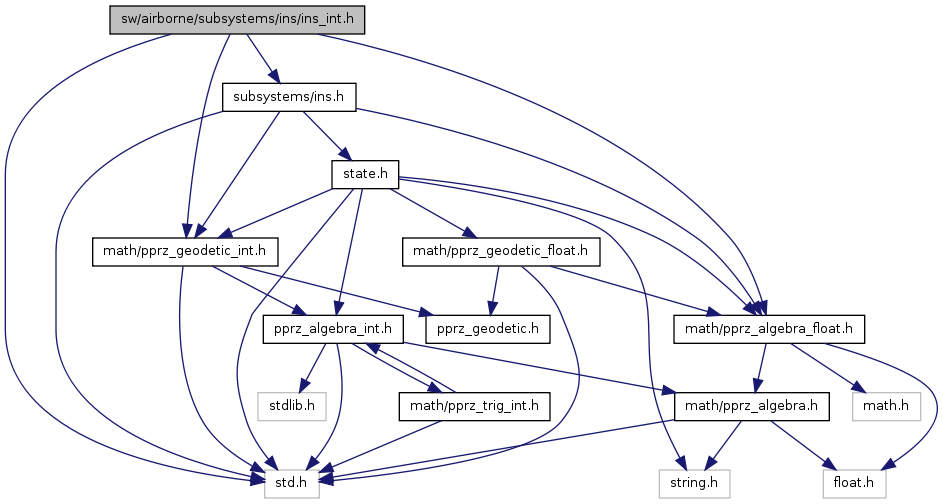 sw/airborne/subsystems/ins/ins_int.h
subsystems/ins.h
state.h
math/pprz_geodetic_int.h
math/pprz_geodetic_float.h
pprz_algebra_int.h
pprz_geodetic.h
math/pprz_algebra_float.h
stdlib.h
math/pprz_trig_int.h
math/pprz_algebra.h
math.h
std.h
string.h
float.h